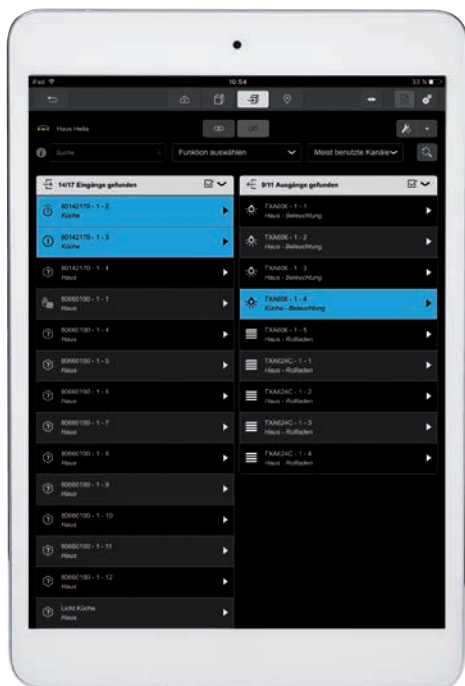 iPad
10:54
33 %
Haus Hella
Suche
Funktion auswählen
Meist benutzte Kanäle
14/17 Eingänge gefunden
80142170 - 1 - 2
Küche
80142170 - 1 - 3
Küche
80142170 - 1 - 4
Haus
80660100 - 1 - 1
Haus
80660100 - 1 - 4
Haus
80660100 - 1 - 5
Haus
80660100 - 1 - 6
Haus
80660100 - 1 - 7
Haus
80660100 - 1 - 8
Haus
80660100 - 1 - 9
Haus
80660100 - 1 - 10
Haus
80660100 - 1 - 11
Haus
80660100 - 1 - 12
Haus
Licht Küche
Haus
9/11 Ausgänge gefunden
TXA606 - 1 - 1
Haus - Beleuchtung
TXA606 - 1 - 2
Haus - Beleuchtung
TXA606 - 1 - 3
Haus - Beleuchtung
TXA606 - 1 - 4
Küche - Beleuchtung
TXA606 - 1 - 5
Haus - Rollladen
TXA624C - 1 - 1
Haus - Rollladen
TXA624C - 1 - 2
Haus - Rollladen
TXA624C - 1 - 3
Haus - Rollladen
TXA624C - 1 - 4
Haus - Rollladen